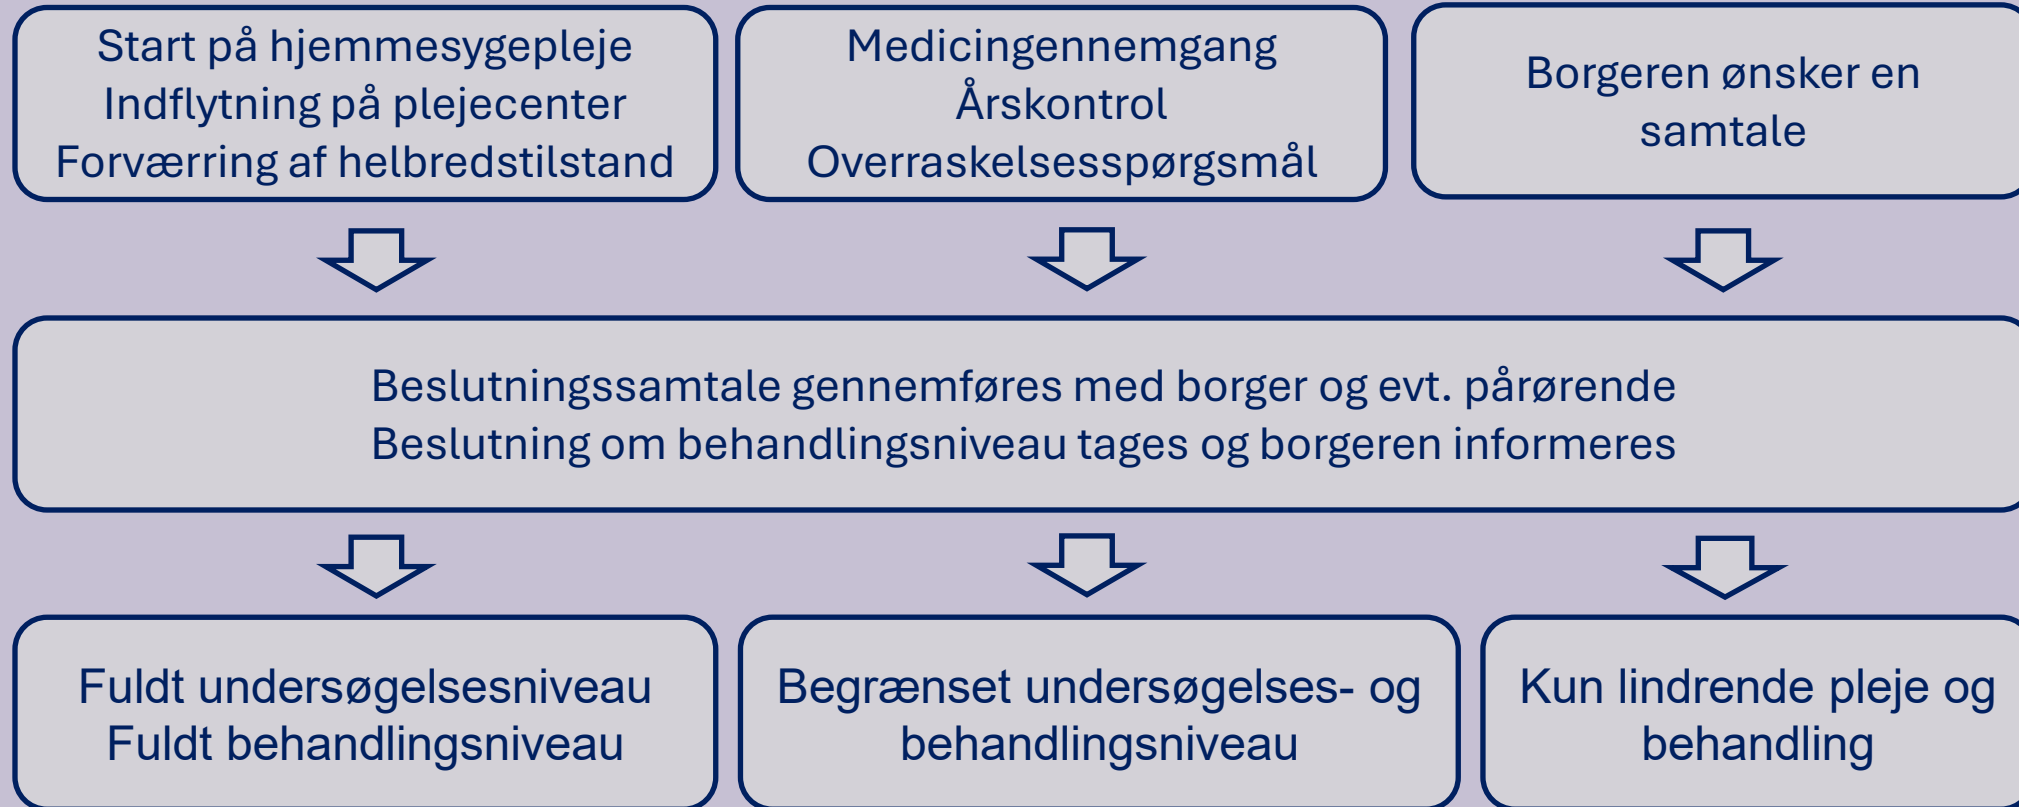 Start på hjemmesygepleje
Indflytning på plejecenter
Forværring af helbredstilstand
Medicingennemgang
Årskontrol
Overraskelsesspørgsmål
Borgeren ønsker en
samtale
Beslutningssamtale gennemføres med borger og evt. pårørende
Beslutning om behandlingsniveau tages og borgeren informeres
Fuldt undersøgelsesniveau
Fuldt behandlingsniveau
Begrænset undersøgelses- og
behandlingsniveau
Kun lindrende pleje og
behandling